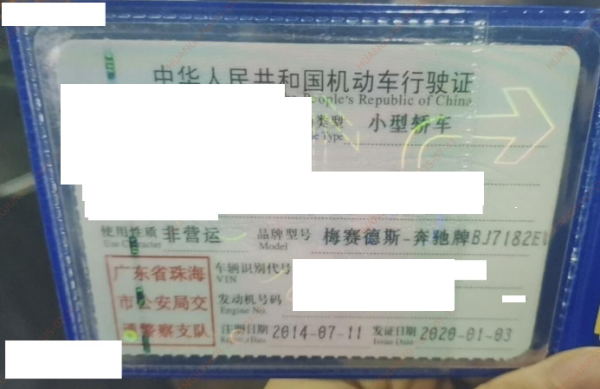 中华人民共和国机动车行驶证
People's Republic of China
类型 小型轿车
Type
使用性质 非营运 品牌型号 梅赛德斯-奔驰牌BJ7182E
Use Character Model
广东省珠海 车辆识别代号
VIN
市公安局交 发动机号码
Engine No.
通警察支队 注册日期 2014-07-11 发证日期 2020-01-03
Register Date Issue Date